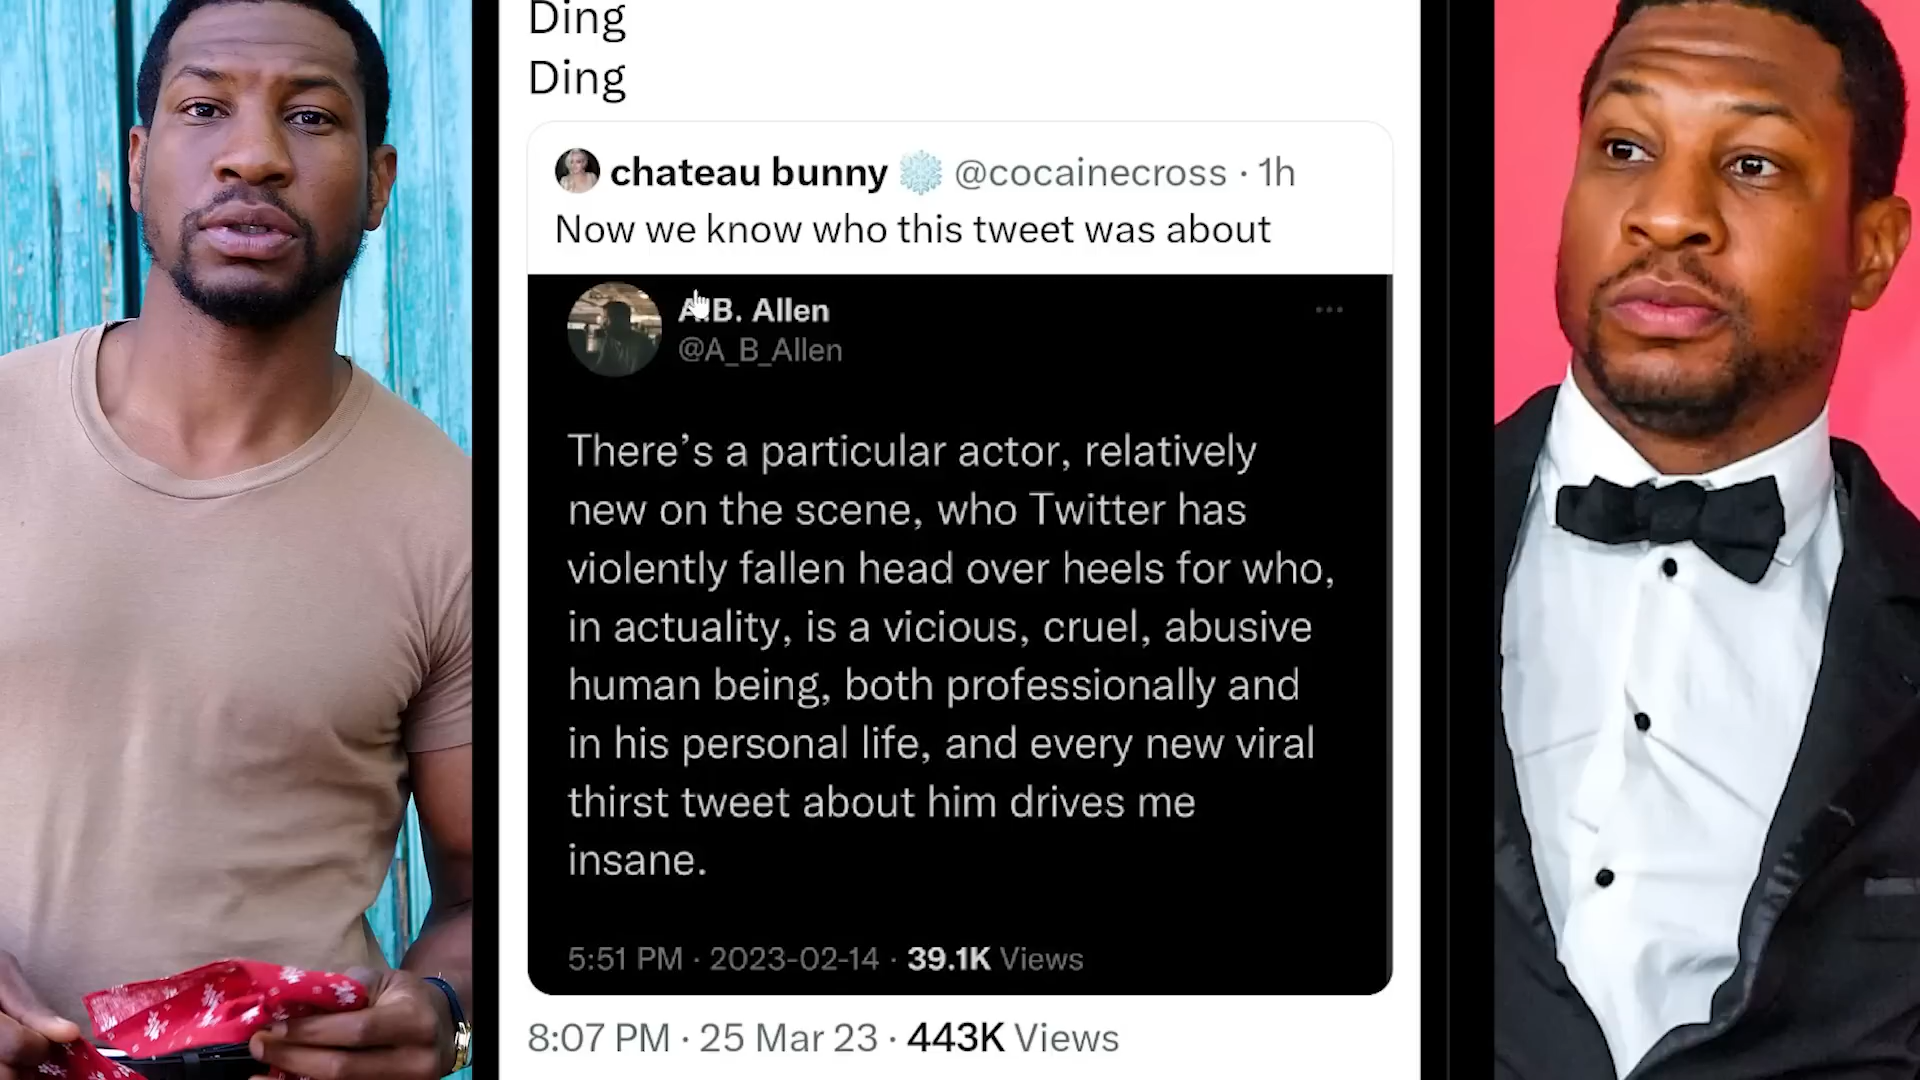 Ding
Ding
chateau bunny ❄️ @cocainecross · 1h
Now we know who this tweet was about
A.B. Allen
@A_B_Allen
There’s a particular actor, relatively
new on the scene, who Twitter has
violently fallen head over heels for who,
in actuality, is a vicious, cruel, abusive
human being, both professionally and
in his personal life, and every new viral
thirst tweet about him drives me
insane.
5:51 PM · 2023-02-14 · 39.1K Views
8:07 PM · 25 Mar 23 · 443K Views